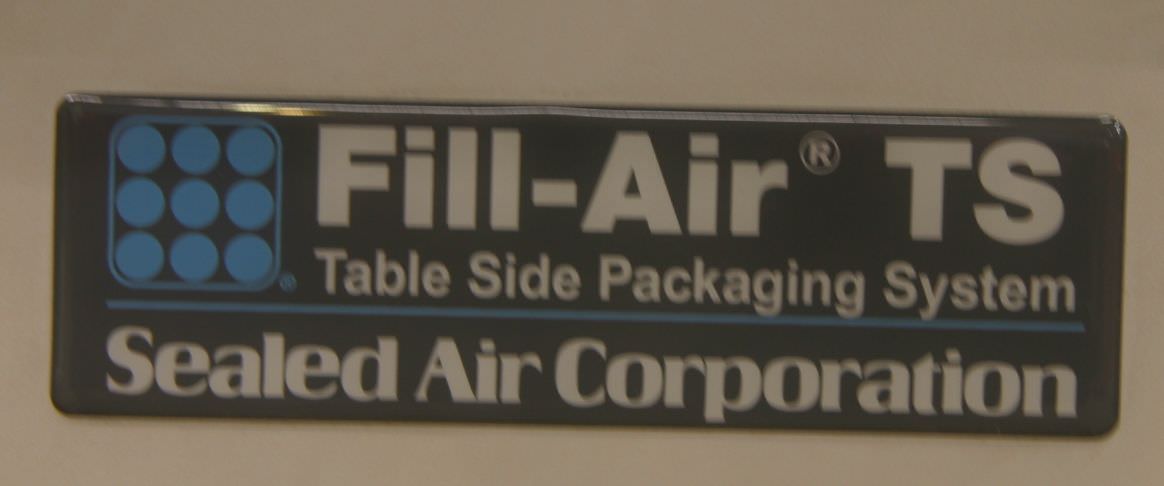 Fill-Air® TS
Table Side Packaging System
Sealed Air Corporation